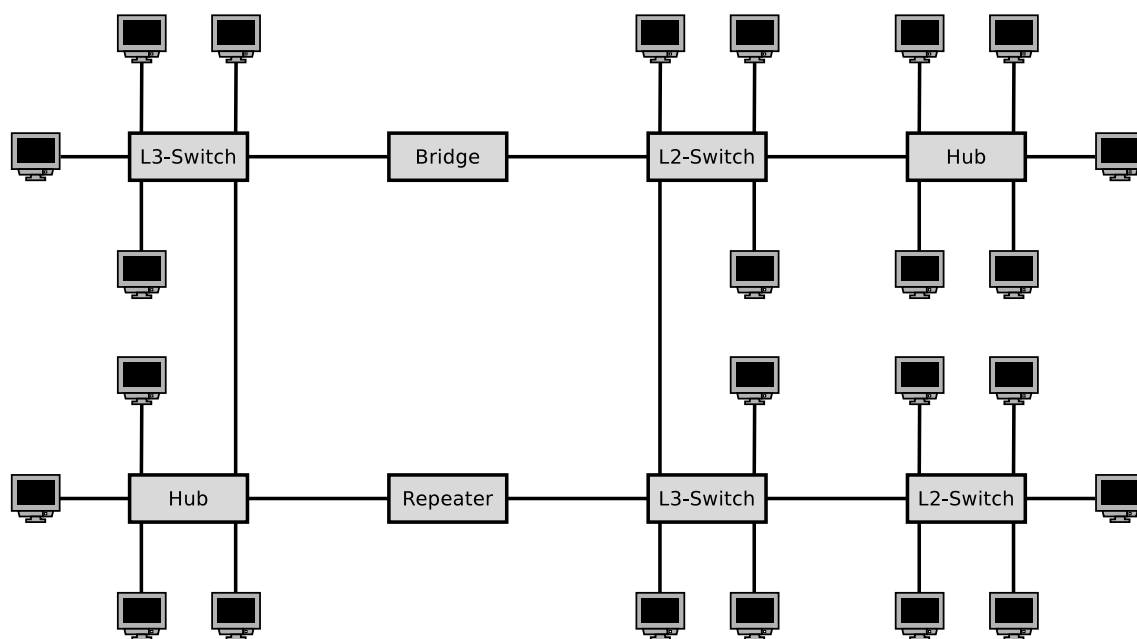 L3-Switch
Bridge
L2-Switch
Hub
Hub
Repeater
L3-Switch
L2-Switch